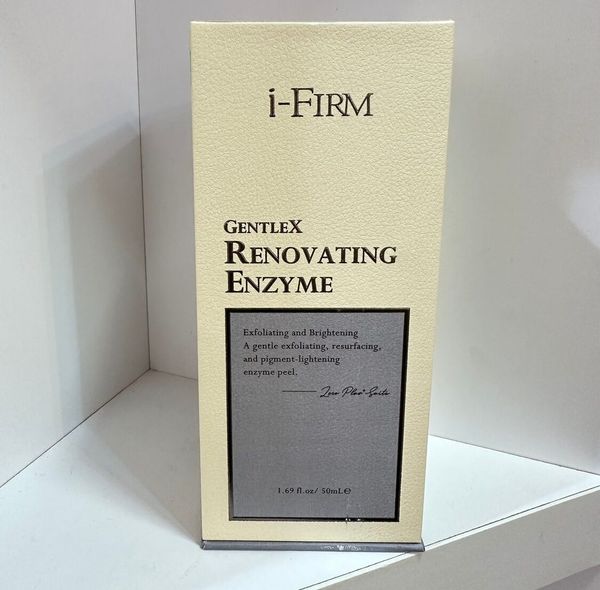 i-FIRM
GENTLEX
RENOVATING
ENZYME
Exfoliating and Brightening
A gentle exfoliating, resurfacing,
and pigment-lightening
enzyme peel.
1.69 fl.oz/ 50mL℮